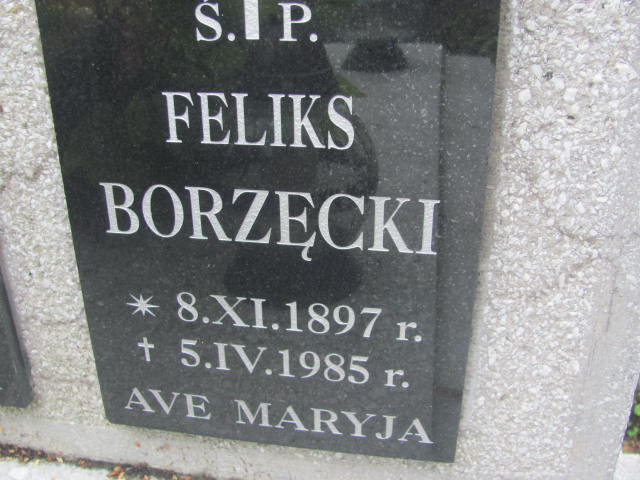 Ś. P.
FELIKS
BORZĘCKI
* 8.XI.1897 r.
† 5.IV.1985 r.
AVE MARYJA